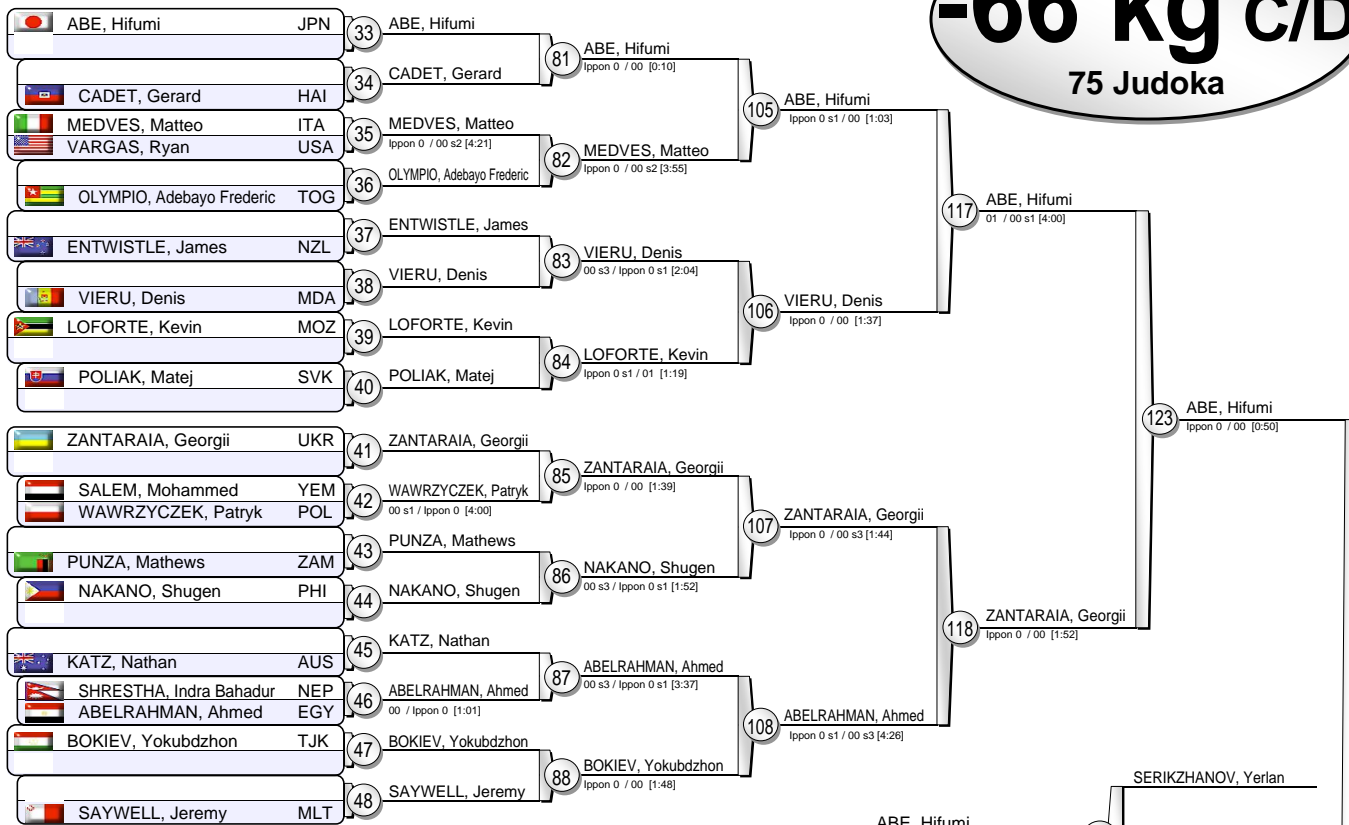 -66 kg C/D
75 Judoka
ABE, Hifumi JPN
CADET, Gerard HAI
MEDVES, Matteo ITA
VARGAS, Ryan USA
OLYMPIO, Adebayo Frederic TOG
ENTWISTLE, James NZL
VIERU, Denis MDA
LOFORTE, Kevin MOZ
POLIAK, Matej SVK
ZANTARAIA, Georgii UKR
SALEM, Mohammed YEM
WAWRZYCZEK, Patryk POL
PUNZA, Mathews ZAM
NAKANO, Shugen PHI
KATZ, Nathan AUS
SHRESTHA, Indra Bahadur NEP
ABELRAHMAN, Ahmed EGY
BOKIEV, Yokubdzhon TJK
SAYWELL, Jeremy MLT
33 ABE, Hifumi
34 CADET, Gerard
35 MEDVES, Matteo
Ippon 0 / 00 s2 [4:21]
36 OLYMPIO, Adebayo Frederic
37 ENTWISTLE, James
38 VIERU, Denis
39 LOFORTE, Kevin
40 POLIAK, Matej
41 ZANTARAIA, Georgii
42 WAWRZYCZEK, Patryk
00 s1 / Ippon 0 [4:00]
43 PUNZA, Mathews
44 NAKANO, Shugen
45 KATZ, Nathan
46 ABELRAHMAN, Ahmed
00 / Ippon 0 [1:01]
47 BOKIEV, Yokubdzhon
48 SAYWELL, Jeremy
81 ABE, Hifumi
Ippon 0 / 00 [0:10]
82 MEDVES, Matteo
Ippon 0 / 00 s2 [3:55]
83 VIERU, Denis
00 s3 / Ippon 0 s1 [2:04]
84 LOFORTE, Kevin
Ippon 0 s1 / 01 [1:19]
85 ZANTARAIA, Georgii
Ippon 0 / 00 [1:39]
86 NAKANO, Shugen
00 s3 / Ippon 0 s1 [1:52]
87 ABELRAHMAN, Ahmed
00 s3 / Ippon 0 s1 [3:37]
88 BOKIEV, Yokubdzhon
Ippon 0 / 00 [1:48]
105 ABE, Hifumi
Ippon 0 s1 / 00 [1:03]
106 VIERU, Denis
Ippon 0 / 00 [1:37]
107 ZANTARAIA, Georgii
Ippon 0 / 00 s3 [1:44]
108 ABELRAHMAN, Ahmed
Ippon 0 s1 / 00 s3 [4:26]
117 ABE, Hifumi
01 / 00 s1 [4:00]
118 ZANTARAIA, Georgii
Ippon 0 / 00 [1:52]
123 ABE, Hifumi
Ippon 0 / 00 [0:50]
SERIKZHANOV, Yerlan
ABE, Hifumi